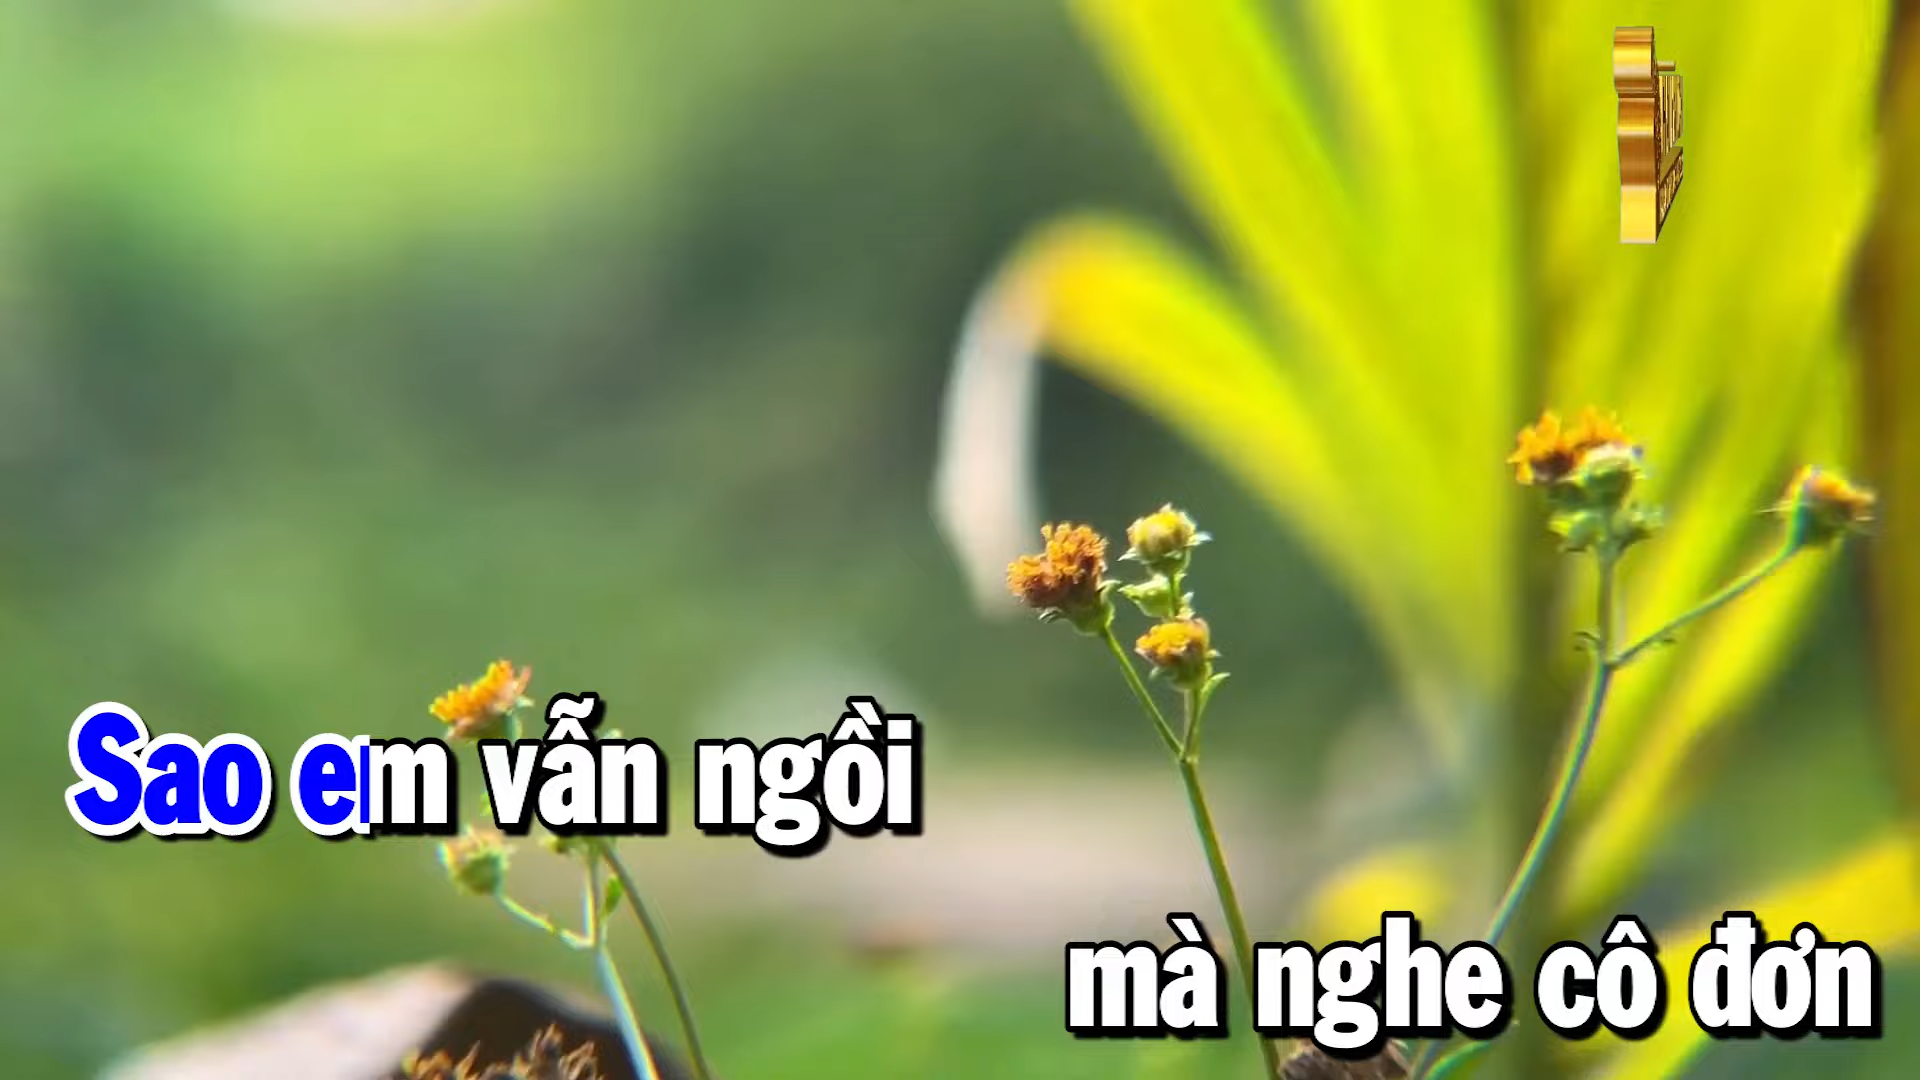 Sao em vẫn ngồi
mà nghe cô đơn